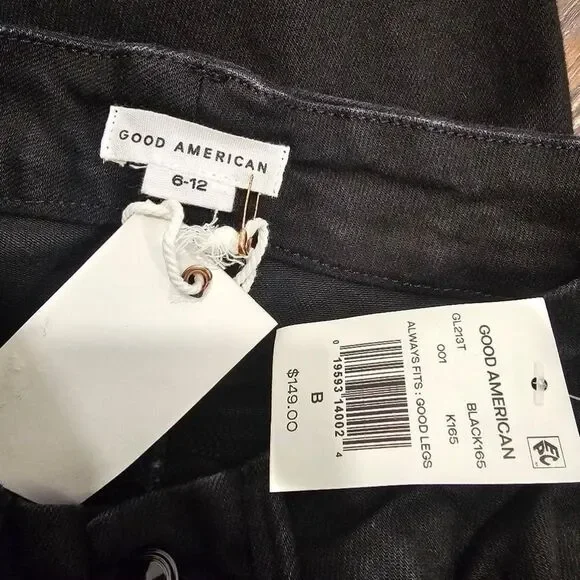 GOOD AMERICAN
6-12
GOOD AMERICAN
BLACK165
GL213T
001
K165
ALWAYS FITS : GOOD LEGS
0 19593 14002 4
B
$149.00